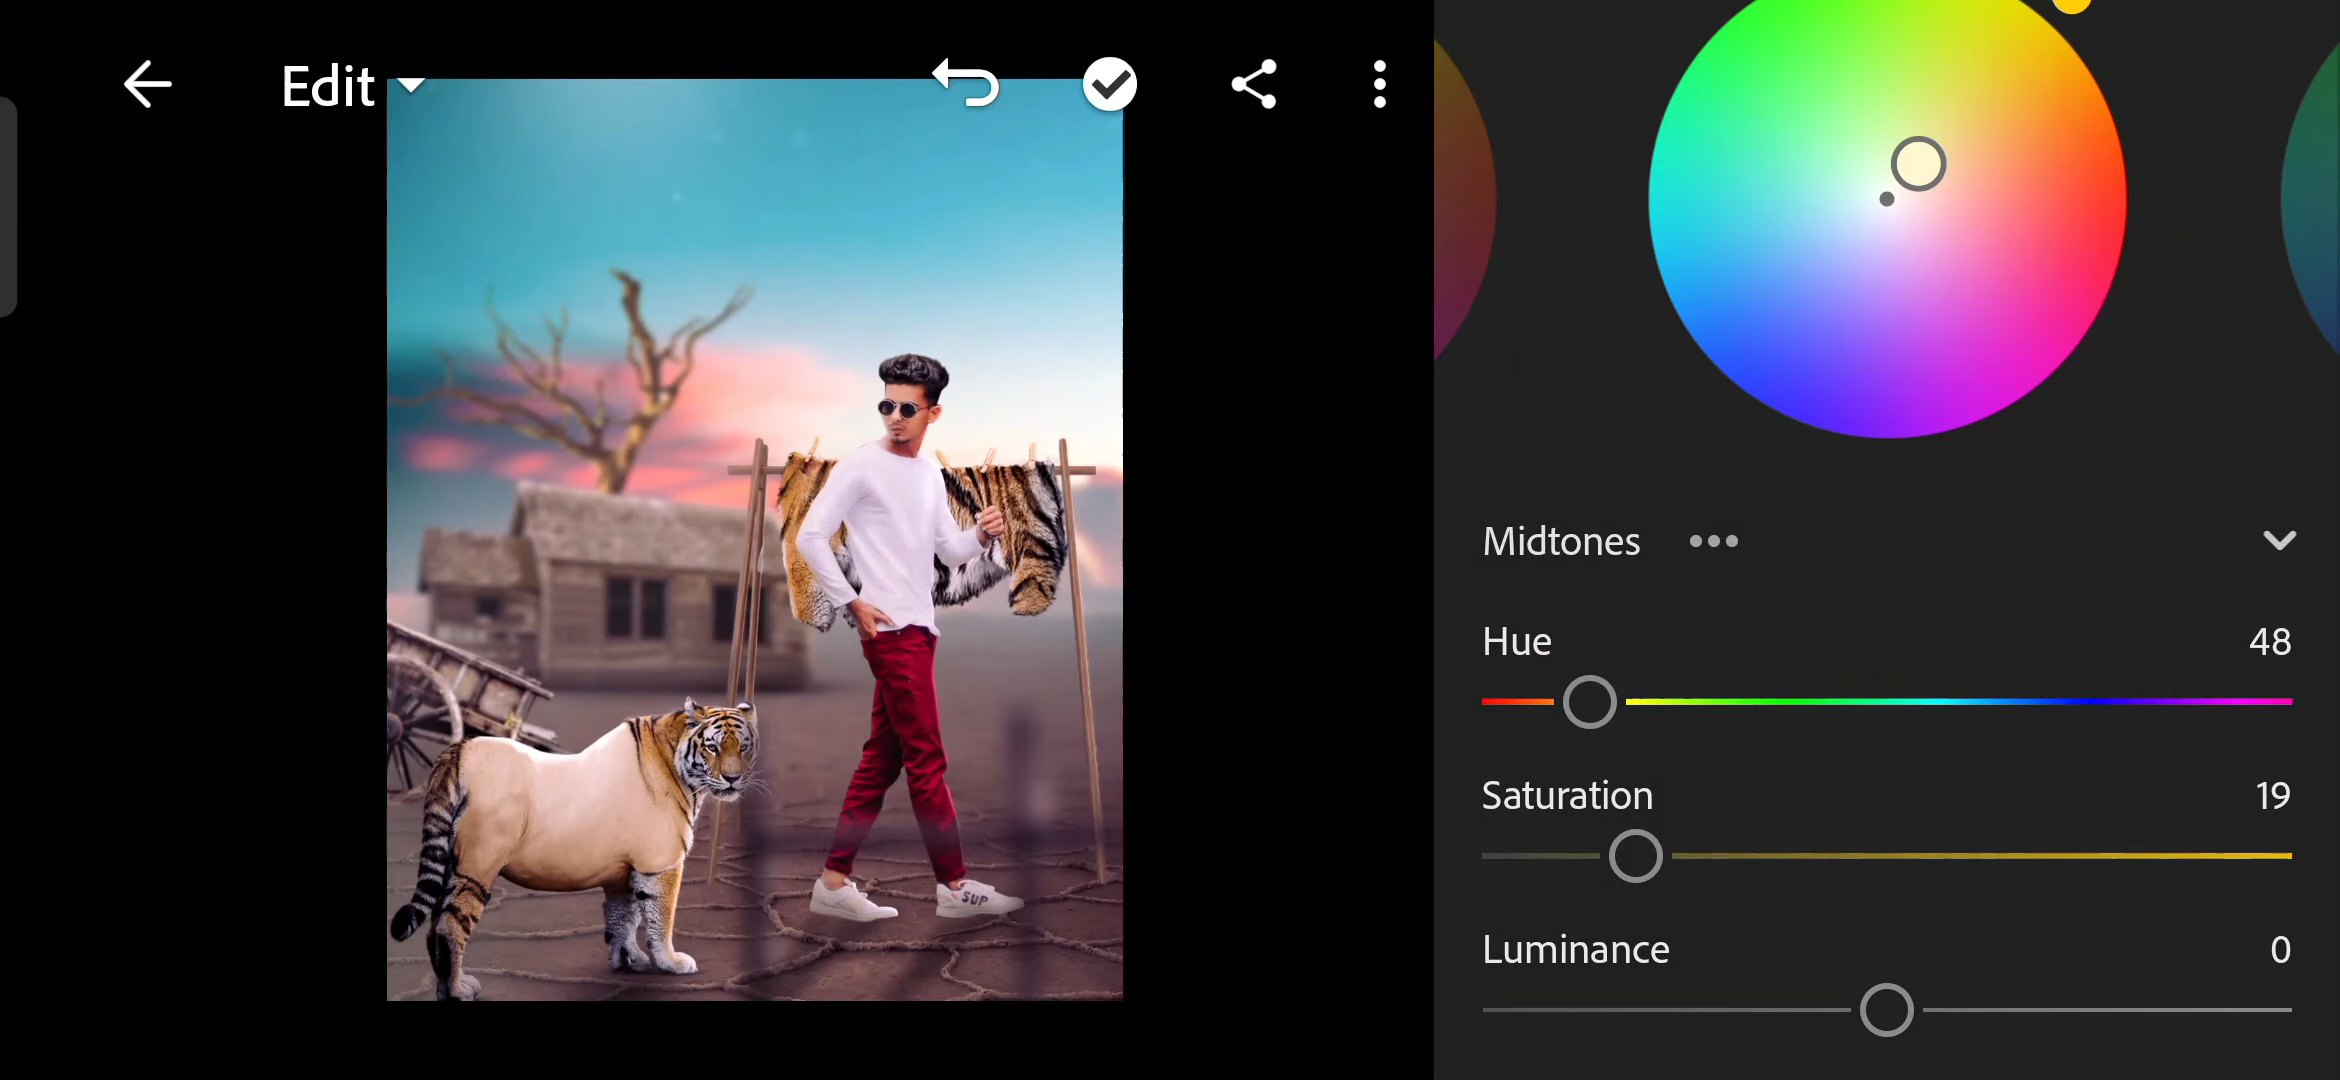 Edit
Midtones
Hue 48
Saturation 19
Luminance 0
SUP